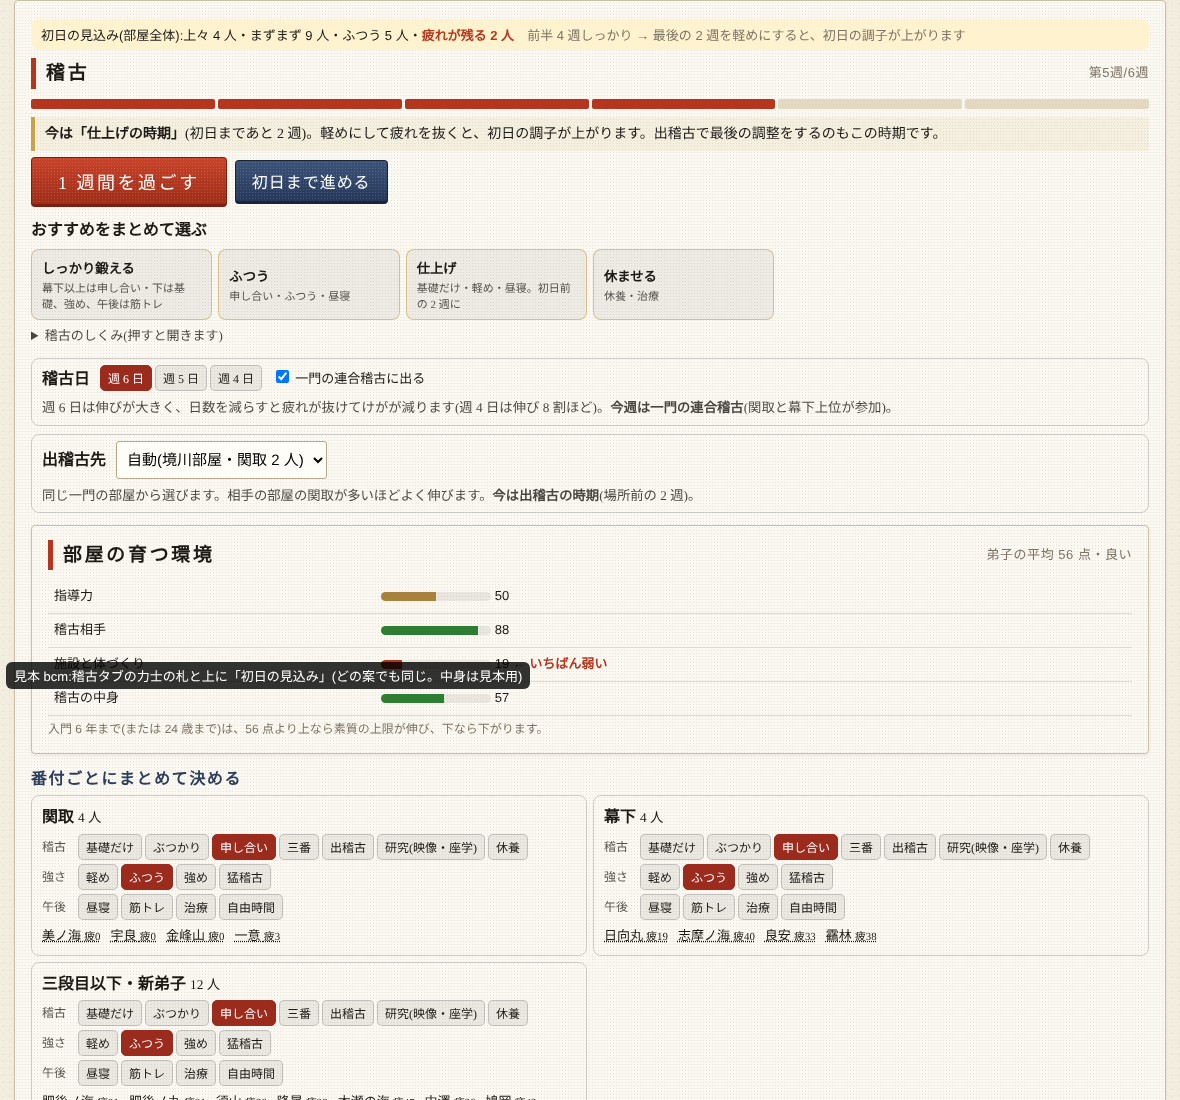 初日の見込み(部屋全体):上々 4 人・まずまず 9 人・ふつう 5 人・疲れが残る 2 人 前半 4 週しっかり → 最後の 2 週を軽めにすると、初日の調子が上がります
稽古 第5週/6週
今は「仕上げの時期」(初日まであと 2 週)。軽めにして疲れを抜くと、初日の調子が上がります。出稽古で最後の調整をするのもこの時期です。
1 週間を過ごす 初日まで進める
おすすめをまとめて選ぶ
しっかり鍛える
幕下以上は申し合い・下は基
礎、強め、午後は筋トレ
ふつう
申し合い・ふつう・昼寝
仕上げ
基礎だけ・軽め・昼寝。初日前
の 2 週に
休ませる
休養・治療
▶ 稽古のしくみ(押すと開きます)
稽古日 週 6 日 週 5 日 週 4 日 一門の連合稽古に出る
週 6 日は伸びが大きく、日数を減らすと疲れが抜けてけがが減ります(週 4 日は伸び 8 割ほど)。今週は一門の連合稽古(関取と幕下上位が参加)。
出稽古先 自動(境川部屋・関取 2 人)
同じ一門の部屋から選びます。相手の部屋の関取が多いほどよく伸びます。今は出稽古の時期(場所前の 2 週)。
部屋の育つ環境 弟子の平均 56 点・良い
指導力 50
稽古相手 88
施設と体づくり 19 いちばん弱い
見本 bcm:稽古タブの力士の札と上に「初日の見込み」(どの案でも同じ。中身は見本用)
稽古の中身 57
入門 6 年まで(または 24 歳まで)は、56 点より上なら素質の上限が伸び、下なら下がります。
番付ごとにまとめて決める
関取 4 人
稽古 基礎だけ ぶつかり 申し合い 三番 出稽古 研究(映像・座学) 休養
強さ 軽め ふつう 強め 猛稽古
午後 昼寝 筋トレ 治療 自由時間
美ノ海 疲0 宇良 疲0 金峰山 疲0 一意 疲3
幕下 4 人
稽古 基礎だけ ぶつかり 申し合い 三番 出稽古 研究(映像・座学) 休養
強さ 軽め ふつう 強め 猛稽古
午後 昼寝 筋トレ 治療 自由時間
日向丸 疲19 志摩ノ海 疲40 良安 疲33 靏林 疲38
三段目以下・新弟子 12 人
稽古 基礎だけ ぶつかり 申し合い 三番 出稽古 研究(映像・座学) 休養
強さ 軽め ふつう 強め 猛稽古
午後 昼寝 筋トレ 治療 自由時間